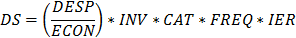 DS = (DESP/ECON) * INV * CAT * FREQ * IER